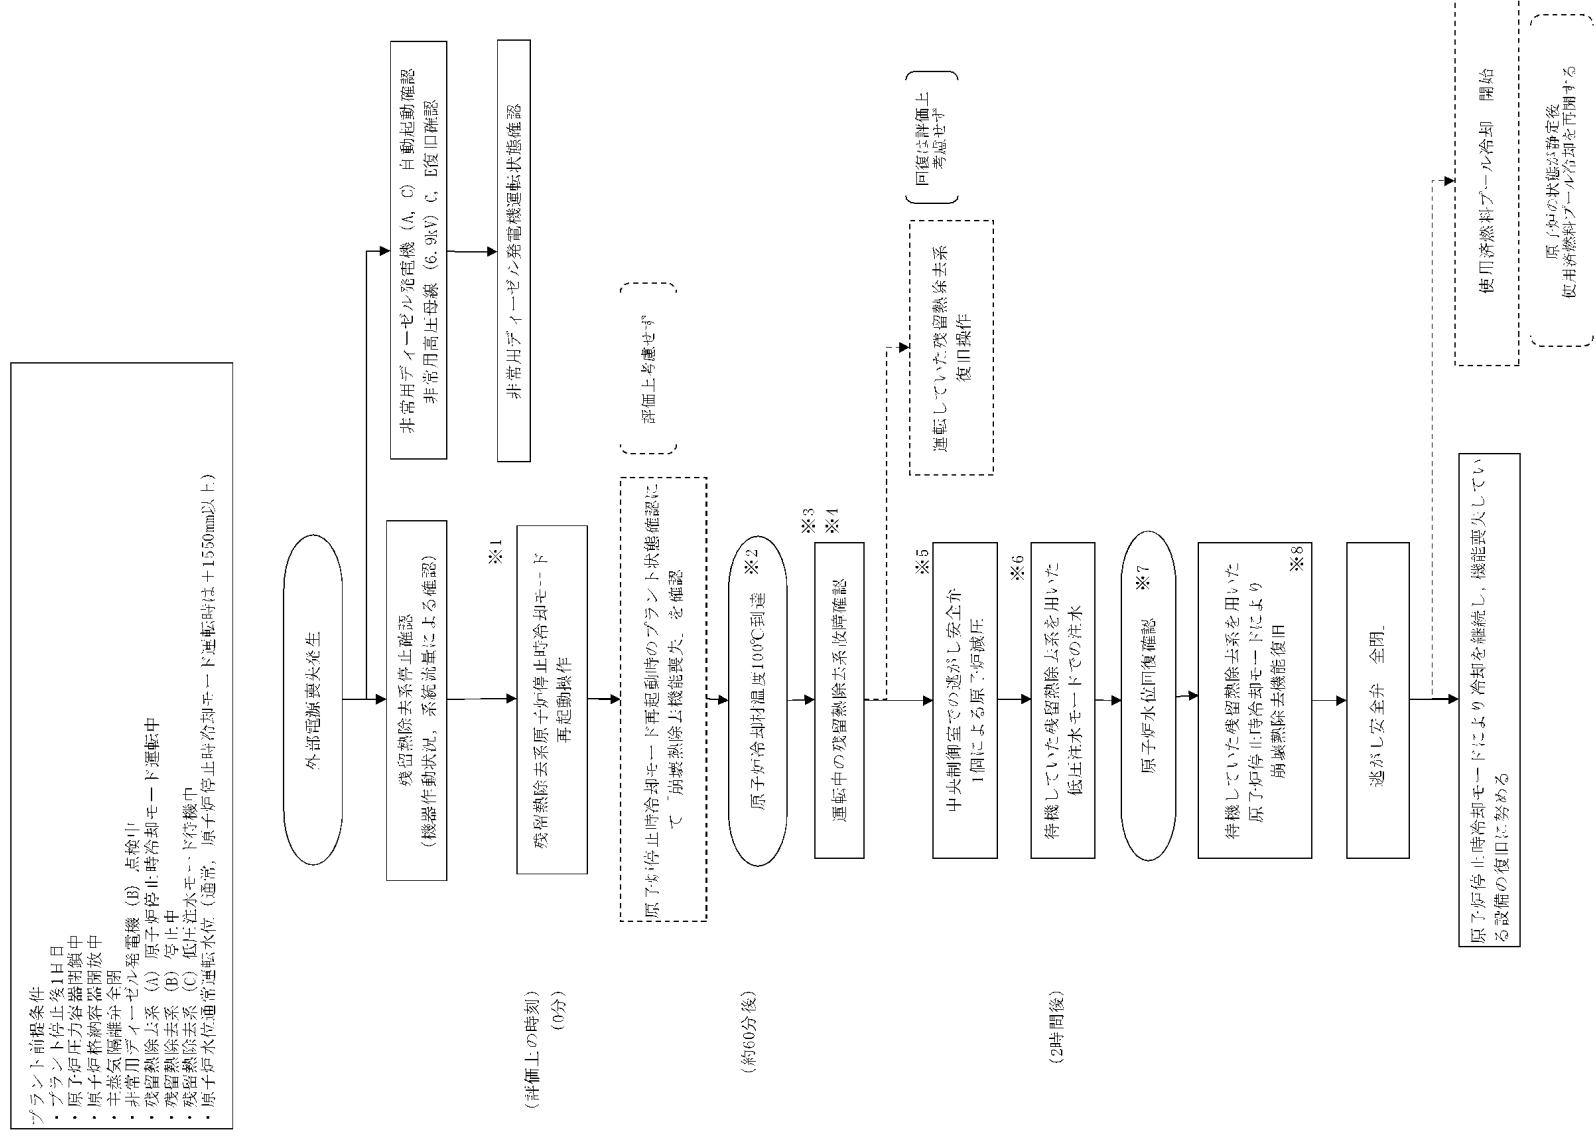 プラント前提条件
・プラント停止後1日目
・原子炉圧力容器閉鎖中
・原子炉格納容器開放中
・主蒸気隔離弁全閉
・非常用ディーゼル発電機（B）点検中
・残留熱除去系（A）原子炉停止時冷却モード運転中
・残留熱除去系（B）停止中
・残留熱除去系（C）低圧注水モード待機中
・原子炉水位通常運転水位（通常，原子炉停止時冷却モード運転時は＋1550mm以上）
外部電源喪失発生
残留熱除去系停止確認
（機器作動状況，系統流量による確認）
非常用ディーゼル発電機（A，C）自動起動確認
非常用高圧母線（6.9kV）C，E復旧確認
非常用ディーゼル発電機運転状態確認
（評価上の時刻）
（0分）
※1
残留熱除去系原子炉停止時冷却モード
再起動操作
原子炉停止時冷却モード再起動時のプラント状態確認に
て「崩壊熱除去機能喪失」を確認
評価上考慮せず
（約60分後）
原子炉冷却材温度100℃到達 ※2
※3
※4
運転中の残留熱除去系故障確認
運転していた残留熱除去系
復旧操作
回復は評価上
考慮せず
※5
中央制御室での逃がし安全弁
1個による原子炉減圧
（2時間後）
※6
待機していた残留熱除去系を用いた
低圧注水モードでの注水
原子炉水位回復確認 ※7
待機していた残留熱除去系を用いた
原子炉停止時冷却モードにより
崩壊熱除去機能復旧
※8
逃がし安全弁 全閉
原子炉停止時冷却モードにより冷却を継続し，機能喪失してい
る設備の復旧に努める
使用済燃料プール冷却 開始
原子炉の状態が静定後
使用済燃料プール冷却を再開する